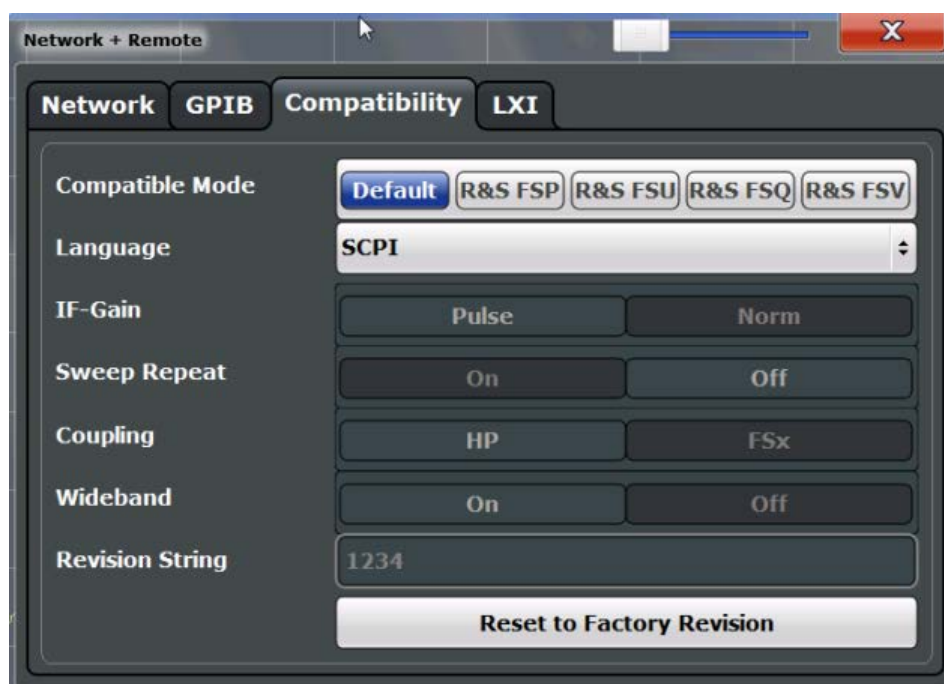 Network + Remote
X
Network GPIB Compatibility LXI
Compatible Mode Default R&S FSP R&S FSU R&S FSQ R&S FSV
Language SCPI
IF-Gain Pulse Norm
Sweep Repeat On Off
Coupling HP FSx
Wideband On Off
Revision String 1234
Reset to Factory Revision